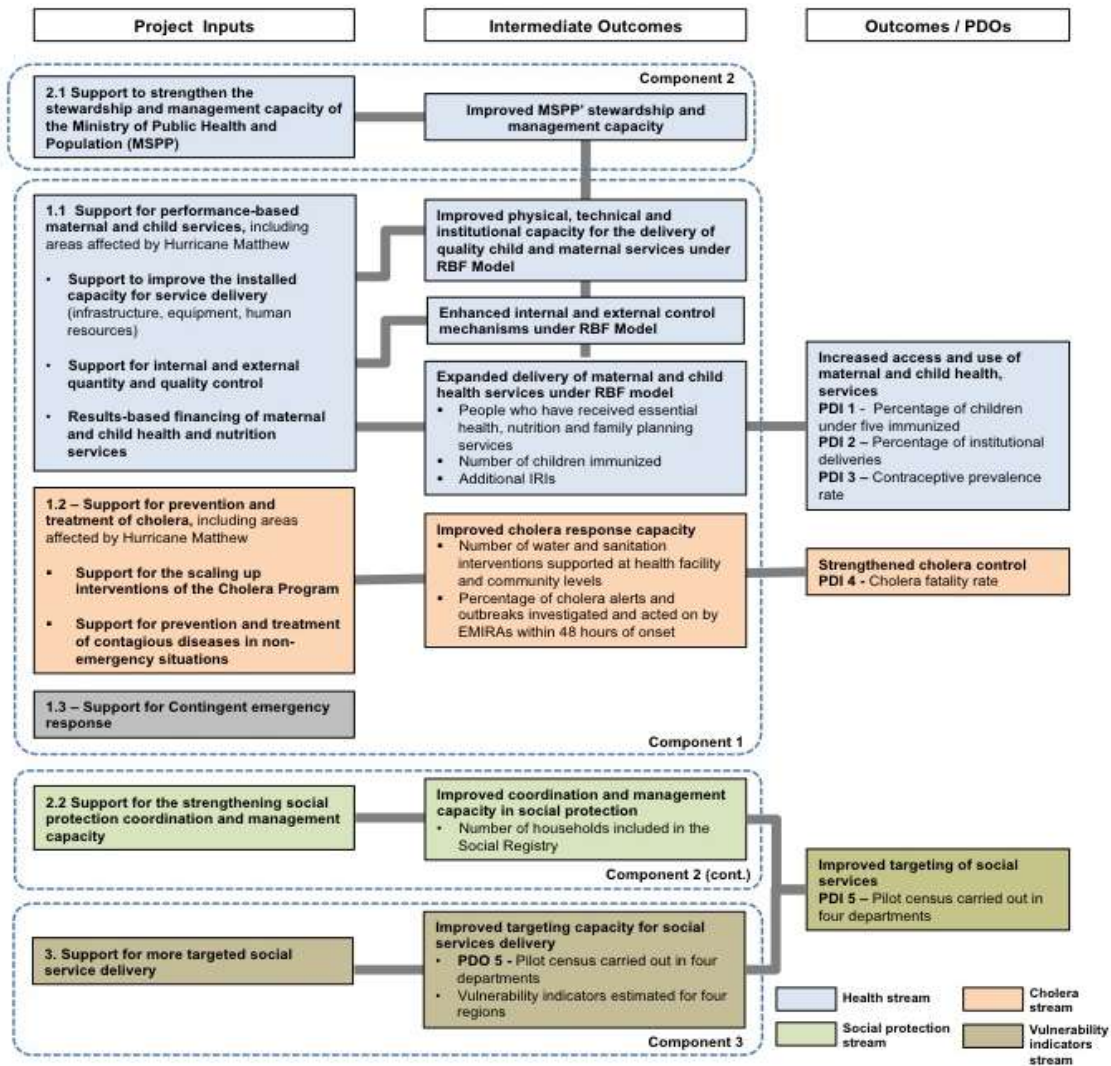 Project Inputs
Intermediate Outcomes
Outcomes / PDOs
Component 2
2.1 Support to strengthen the
stewardship and management capacity of
the Ministry of Public Health and
Population (MSPP)
Improved MSPP' stewardship and
management capacity
1.1 Support for performance-based
maternal and child services, including
areas affected by Hurricane Matthew
• Support to improve the installed
capacity for service delivery
(infrastructure, equipment, human
resources)
• Support for internal and external
quantity and quality control
• Results-based financing of maternal
and child health and nutrition
services
Improved physical, technical and
institutional capacity for the delivery of
quality child and maternal services under
RBF Model
Enhanced internal and external control
mechanisms under RBF Model
Expanded delivery of maternal and child
health services under RBF model
▪ People who have received essential
health, nutrition and family planning
services
▪ Number of children immunized
▪ Additional IRIs
Increased access and use of
maternal and child health,
services
PDI 1 - Percentage of children
under five immunized
PDI 2 – Percentage of institutional
deliveries
PDI 3 – Contraceptive prevalence
rate
1.2 – Support for prevention and
treatment of cholera, including areas
affected by Hurricane Matthew
▪ Support for the scaling up
interventions of the Cholera Program
▪ Support for prevention and treatment
of contagious diseases in non-
emergency situations
Improved cholera response capacity
▪ Number of water and sanitation
interventions supported at health facility
and community levels
▪ Percentage of cholera alerts and
outbreaks investigated and acted on by
EMIRAs within 48 hours of onset
Strengthened cholera control
PDI 4 - Cholera fatality rate
1.3 – Support for Contingent emergency
response
Component 1
2.2 Support for the strengthening social
protection coordination and management
capacity
Improved coordination and management
capacity in social protection
• Number of households included in the
Social Registry
Component 2 (cont.)
Improved targeting of social
services
PDI 5 – Pilot census carried out in
four departments
3. Support for more targeted social
service delivery
Improved targeting capacity for social
services delivery
• PDO 5 - Pilot census carried out in four
departments
• Vulnerability indicators estimated for four
regions
Component 3
Health stream
Cholera
stream
Social protection
stream
Vulnerability
indicators
stream